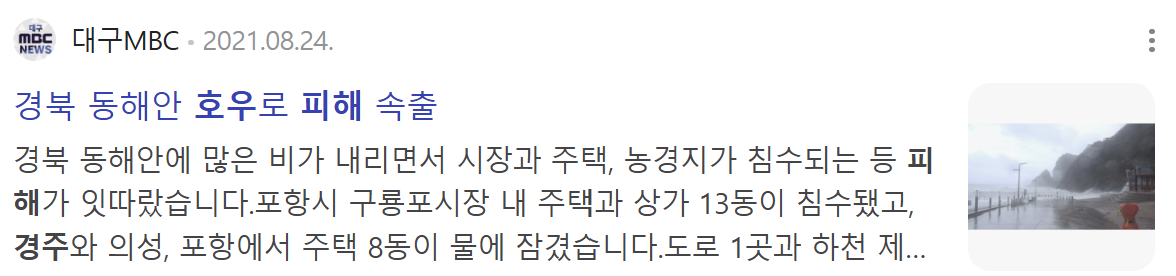 대구
mbc
NEWS
대구MBC · 2021.08.24.
경북 동해안 호우로 피해 속출
경북 동해안에 많은 비가 내리면서 시장과 주택, 농경지가 침수되는 등 피
해가 잇따랐습니다.포항시 구룡포시장 내 주택과 상가 13동이 침수됐고,
경주와 의성, 포항에서 주택 8동이 물에 잠겼습니다.도로 1곳과 하천 제...